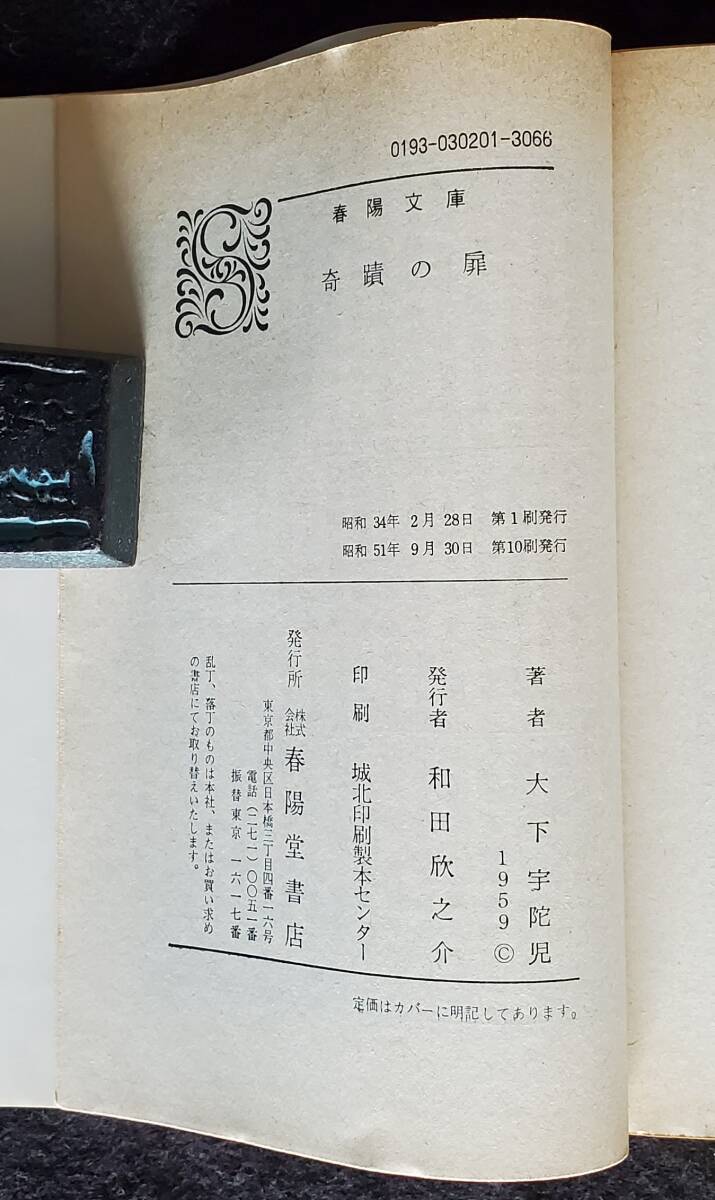 0193-030201-3066
春陽文庫
奇蹟の扉
昭和 34年 2月 28日 第1刷発行
昭和 51年 9月 30日 第10刷発行
著者 大下宇陀児
1959 ©
発行者 和田欣之介
印刷 城北印刷製本センター
発行所 株式会社 春陽堂書店
東京都中央区日本橋三丁目四番一六号
電話(二七一)〇〇五一番
振替東京 一六一七番
乱丁、落丁のものは本社、またはお買い求め
の書店にてお取り替えいたします。
定価はカバーに明記してあります。